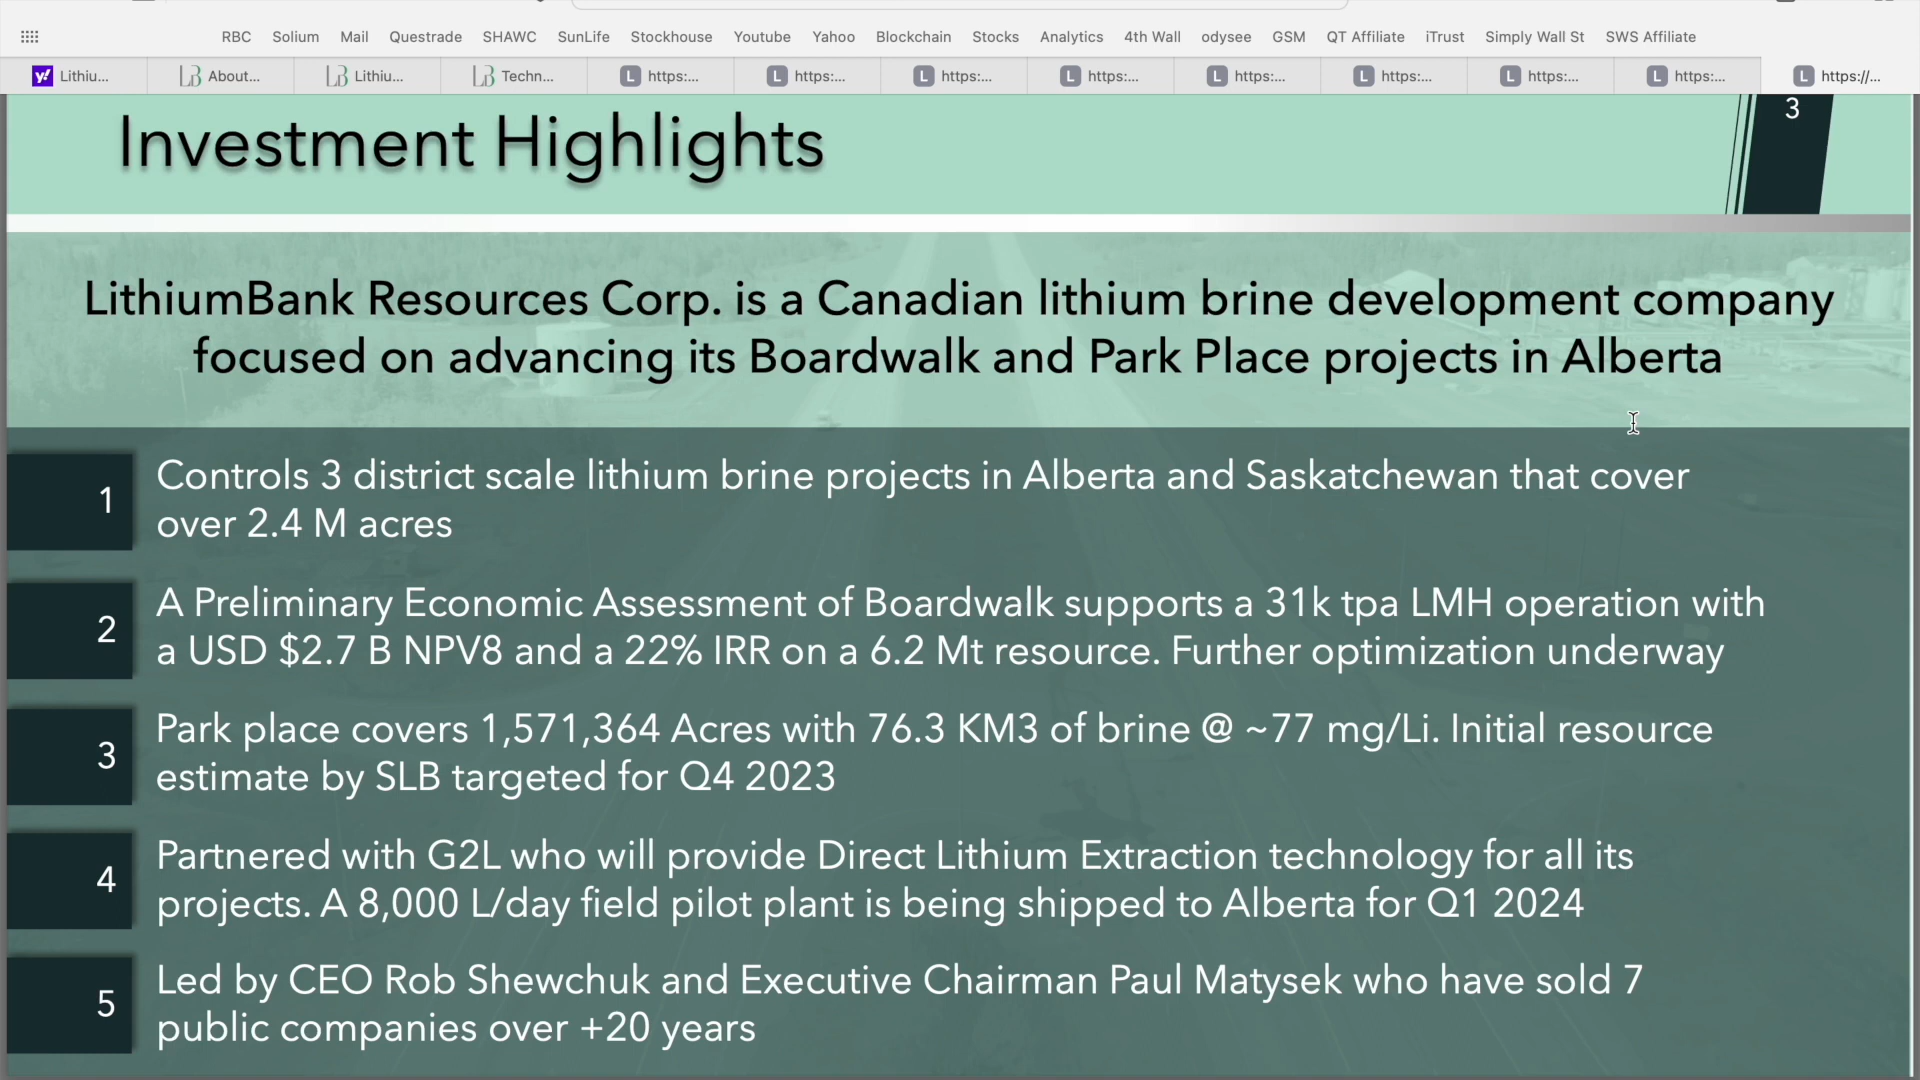 RBC Solium Mail Questrade SHAWC SunLife Stockhouse Youtube Yahoo Blockchain Stocks Analytics 4th Wall odysee GSM QT Affiliate iTrust Simply Wall St SWS Affiliate
y! Lithiu... LB About... LB Lithiu... LB Techn... L https:... L https:... L https:... L https:... L https:... L https:... L https:... L https:... L https://...
3
Investment Highlights
LithiumBank Resources Corp. is a Canadian lithium brine development company
focused on advancing its Boardwalk and Park Place projects in Alberta
1
Controls 3 district scale lithium brine projects in Alberta and Saskatchewan that cover
over 2.4 M acres
2
A Preliminary Economic Assessment of Boardwalk supports a 31k tpa LMH operation with
a USD $2.7 B NPV8 and a 22% IRR on a 6.2 Mt resource. Further optimization underway
3
Park place covers 1,571,364 Acres with 76.3 KM3 of brine @ ~77 mg/Li. Initial resource
estimate by SLB targeted for Q4 2023
4
Partnered with G2L who will provide Direct Lithium Extraction technology for all its
projects. A 8,000 L/day field pilot plant is being shipped to Alberta for Q1 2024
5
Led by CEO Rob Shewchuk and Executive Chairman Paul Matysek who have sold 7
public companies over +20 years